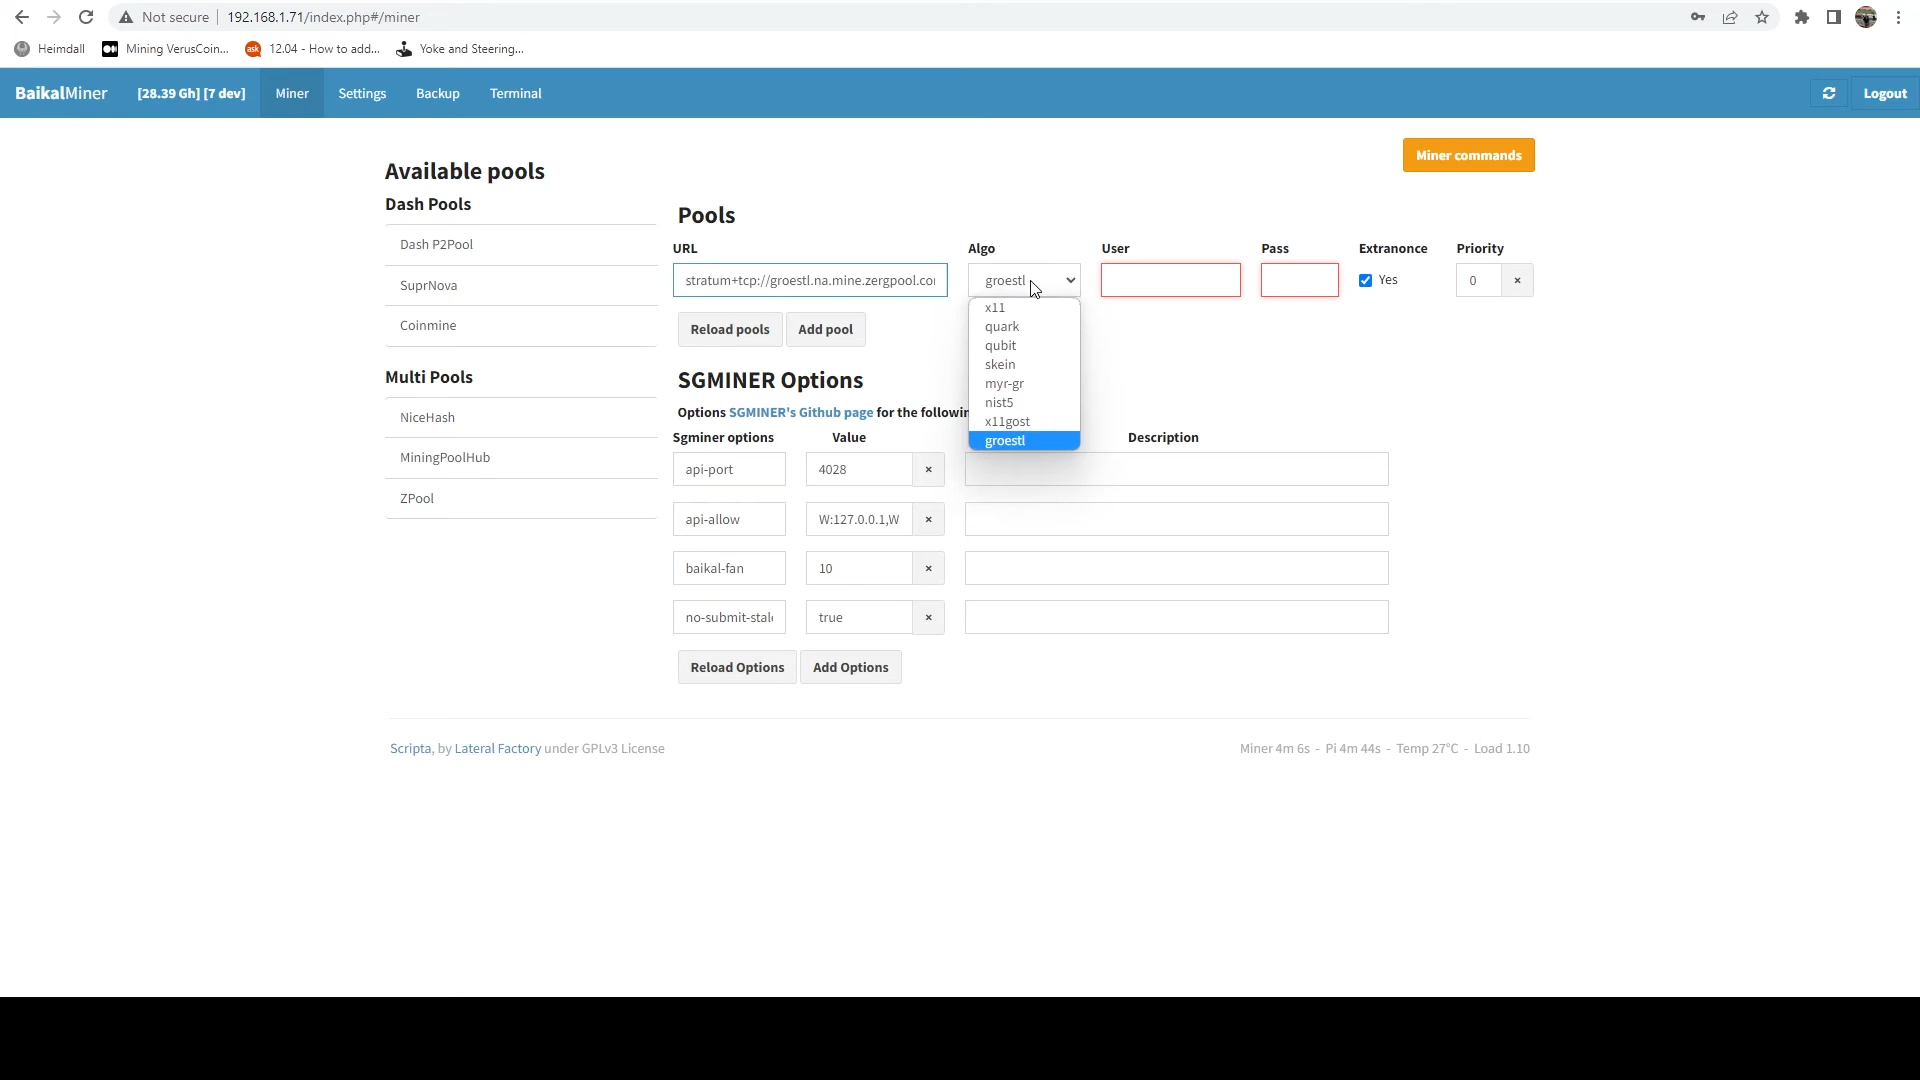 Not secure | 192.168.1.71/index.php#/miner
Heimdall Mining VerusCoin... 12.04 - How to add... Yoke and Steering...
BaikalMiner [28.39 Gh] [7 dev] Miner Settings Backup Terminal Logout
Miner commands
Available pools
Dash Pools
Dash P2Pool
SuprNova
Coinmine
Multi Pools
NiceHash
MiningPoolHub
ZPool
Pools
URL Algo User Pass Extranonce Priority
stratum+tcp://groestl.na.mine.zergpool.co groestl Yes 0 ×
x11
quark
qubit
skein
myr-gr
nist5
x11gost
groestl
Reload pools Add pool
SGMINER Options
Options SGMINER's Github page for the followin
Sgminer options Value Description
api-port 4028 ×
api-allow W:127.0.0.1,W ×
baikal-fan 10 ×
no-submit-stal ×
true
Reload Options Add Options
Scripta, by Lateral Factory under GPLv3 License
Miner 4m 6s - Pi 4m 44s - Temp 27°C - Load 1.10